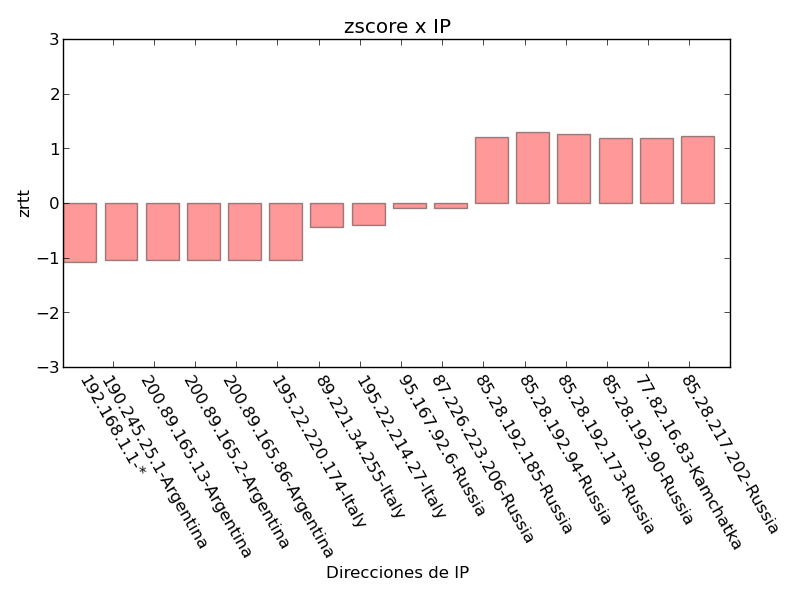 zscore x IP
3
2
1
0
−1
−2
−3
zrtt
192.168.1.1-*
190.245.25.1-Argentina
200.89.165.13-Argentina
200.89.165.2-Argentina
200.89.165.86-Argentina
195.22.220.174-Italy
89.221.34.255-Italy
195.22.214.27-Italy
95.167.92.6-Russia
87.226.223.206-Russia
85.28.192.185-Russia
85.28.192.94-Russia
85.28.192.173-Russia
85.28.192.90-Russia
77.82.16.83-Kamchatka
85.28.217.202-Russia
Direcciones de IP